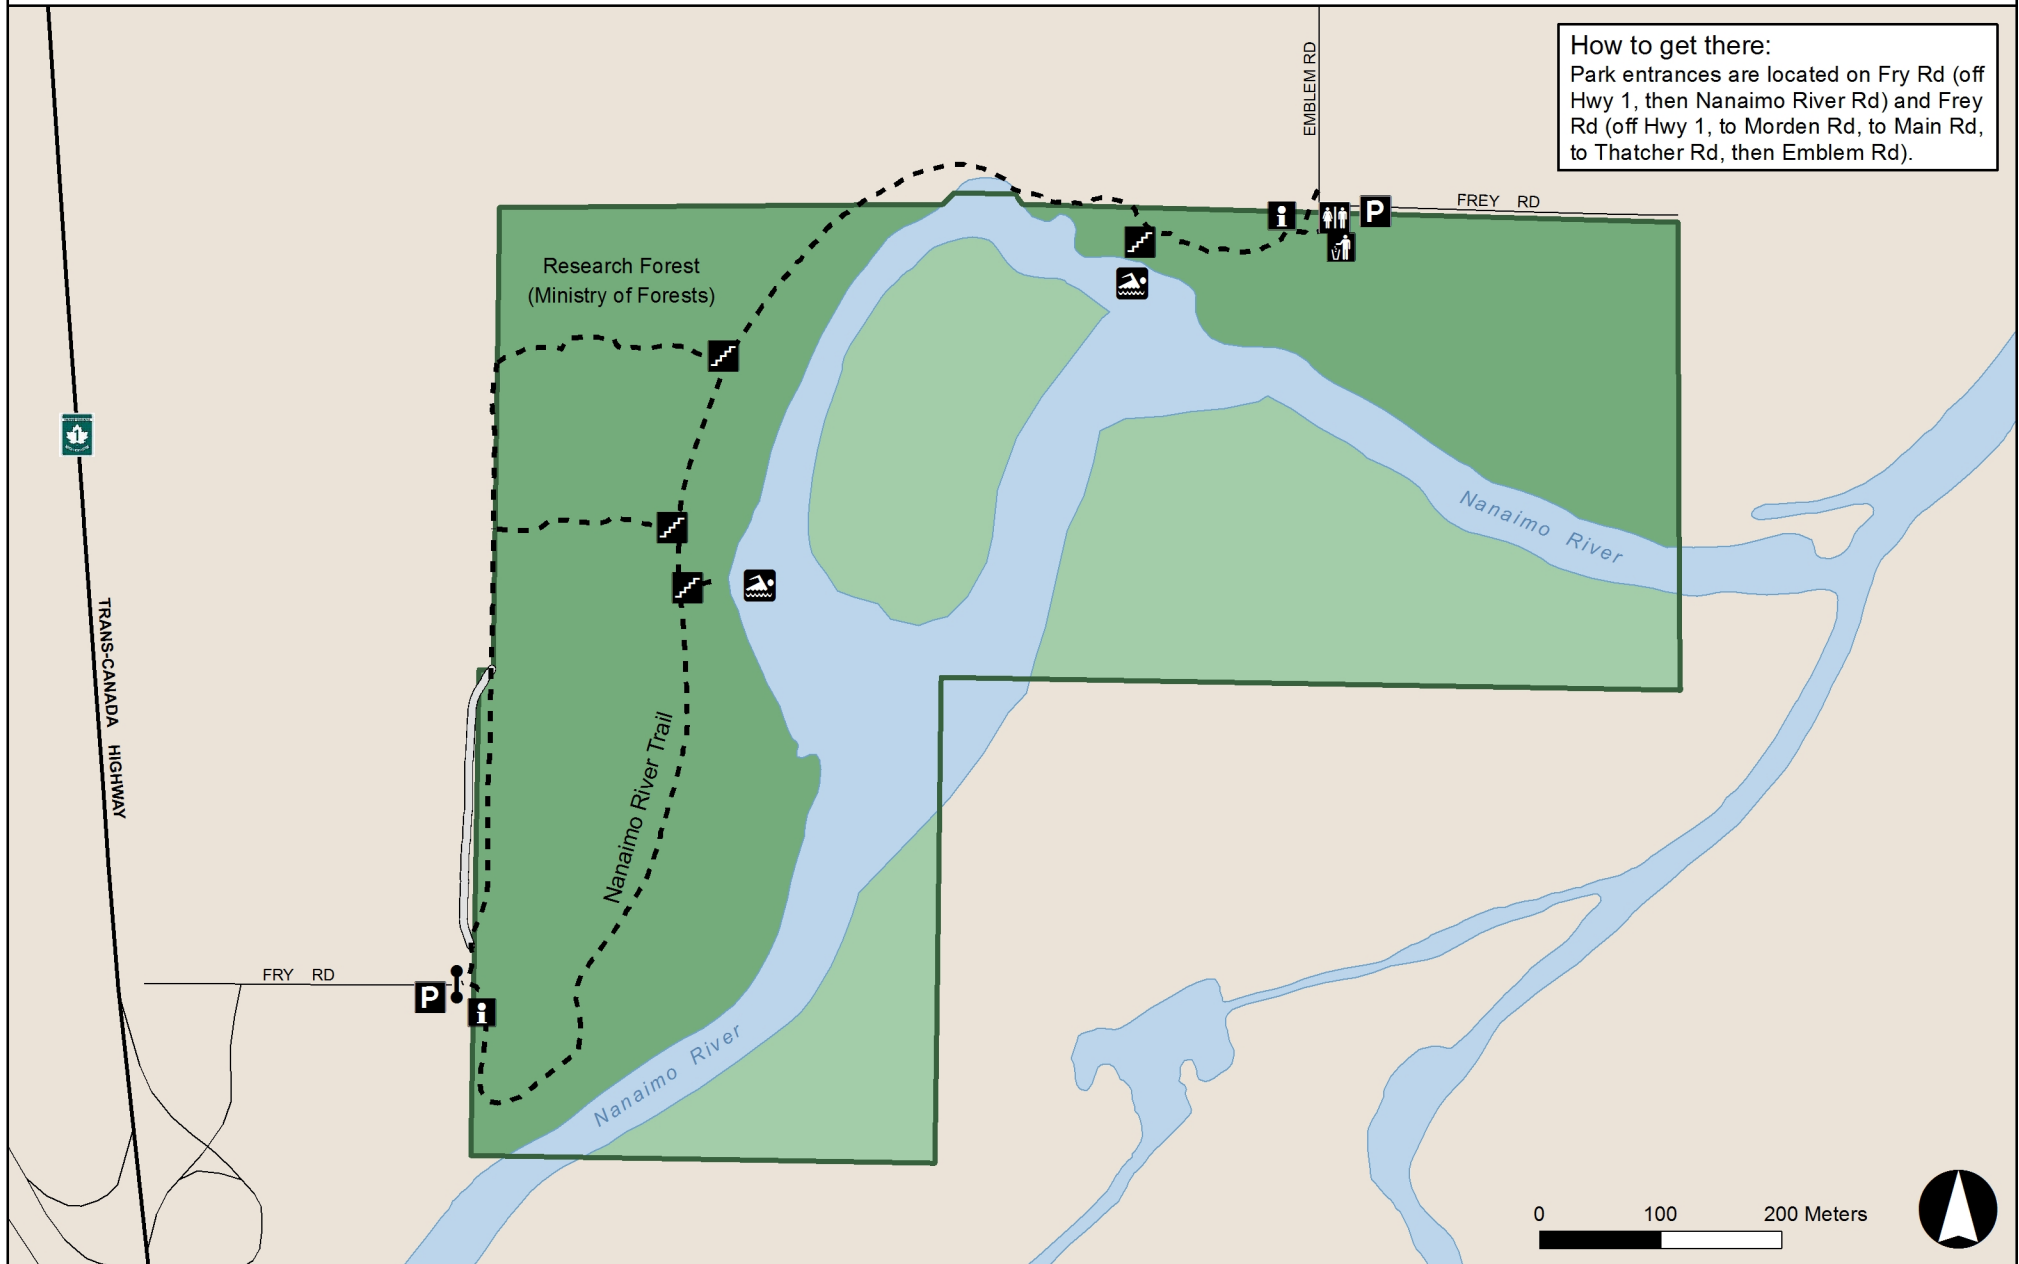 How to get there:
Park entrances are located on Fry Rd (off
Hwy 1, then Nanaimo River Rd) and Frey
Rd (off Hwy 1, to Morden Rd, to Main Rd,
to Thatcher Rd, then Emblem Rd).
EMBLEM RD
FREY RD
i
P
Research Forest
(Ministry of Forests)
1
Nanaimo River
TRANS-CANADA HIGHWAY
Nanaimo River Trail
FRY RD
P
i
Nanaimo River
0 100 200 Meters